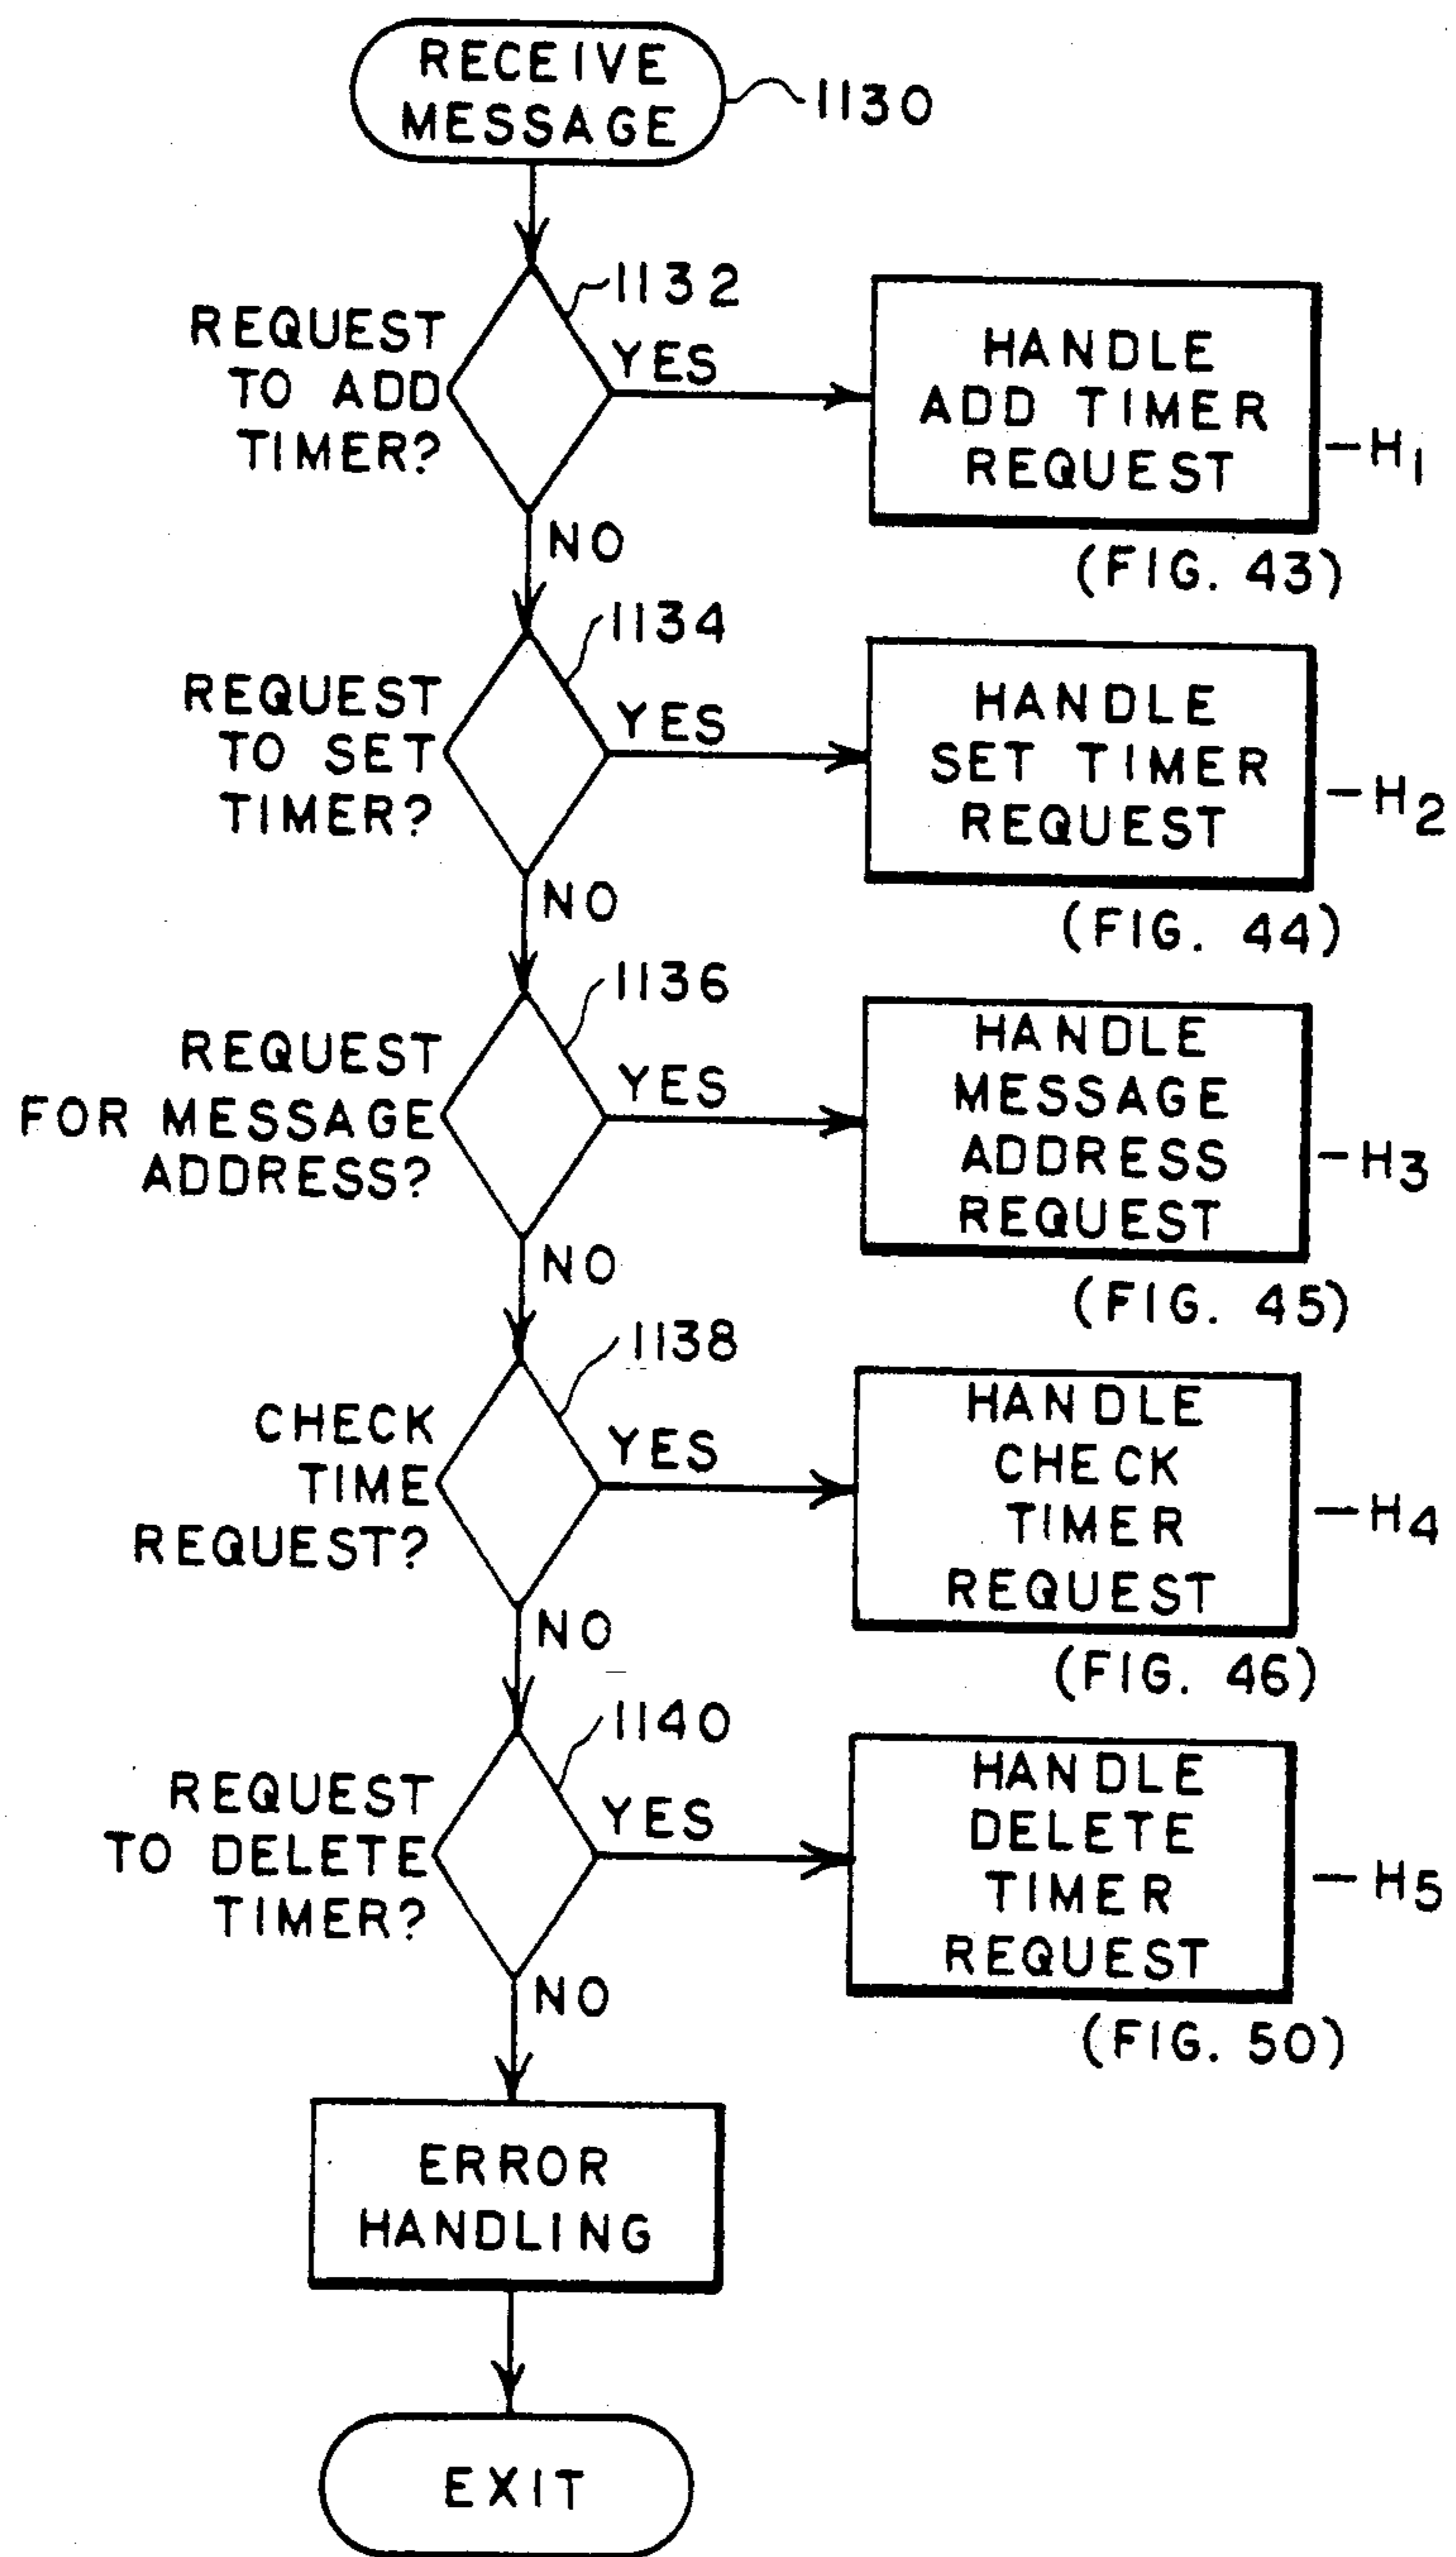 RECEIVE
MESSAGE
1130
1132
REQUEST
TO ADD
TIMER?
YES
HANDLE
ADD TIMER
REQUEST
H1
(FIG. 43)
NO
1134
REQUEST
TO SET
TIMER?
YES
HANDLE
SET TIMER
REQUEST
H2
(FIG. 44)
NO
1136
REQUEST
FOR MESSAGE
ADDRESS?
YES
HANDLE
MESSAGE
ADDRESS
REQUEST
H3
(FIG. 45)
NO
1138
CHECK
TIME
REQUEST?
YES
HANDLE
CHECK
TIMER
REQUEST
H4
(FIG. 46)
NO
1140
REQUEST
TO DELETE
TIMER?
YES
HANDLE
DELETE
TIMER
REQUEST
H5
(FIG. 50)
NO
ERROR
HANDLING
EXIT